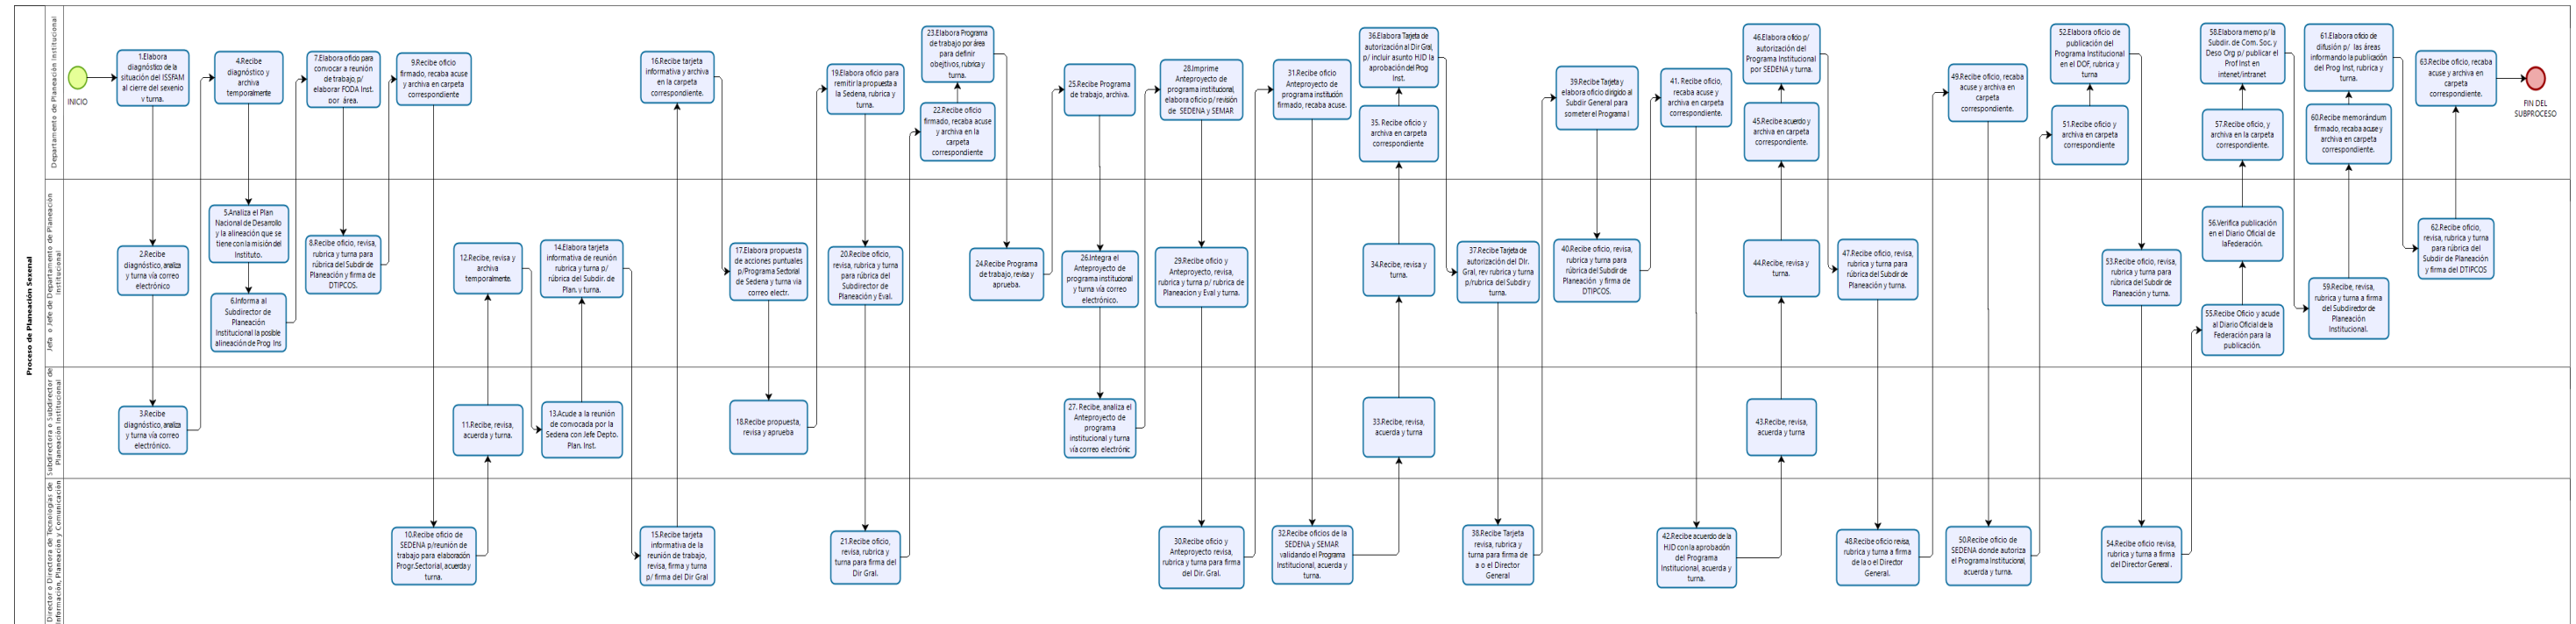 Proceso de Planeación Sexenal
Departamento de Planeación Institucional
Jefa o Jefe de Departamento de Planeación
Institucional
Subdirectora o Subdirector de
Planeación Institucional
Director o Directora de Tecnologías de
Información, Planeación y Comunicación
INICIO
1.Elabora
diagnóstico de la
situación del ISSFAM
al cierre del sexenio
y turna.
2.Recibe
diagnóstico, analiza
y turna vía correo
electrónico
3.Recibe
diagnóstico, analiza
y turna vía correo
electrónico.
4.Recibe
diagnóstico y
archiva
temporalmente
5.Analiza el Plan
Nacional de Desarrollo
y la alineación que se
tiene con la misión del
Instituto.
6.Informa al
Subdirector de
Planeación
Institucional la posible
alineación de Prog Ins
7.Elabora oficio para
convocar a reunión
de trabajo, p/
elaborar FODA Inst.
por área.
8.Recibe oficio, revisa,
rubrica y turna para
rúbrica del Subdir de
Planeación y firma de
DTIPCOS.
9.Recibe oficio
firmado, recaba acuse
y archiva en carpeta
correspondiente
10.Recibe oficio de
SEDENA p/reunión de
trabajo para elaboración
Progr.Sectorial, acuerda y
turna.
11.Recibe, revisa,
acuerda y turna.
12.Recibe, revisa y
archiva
temporalmente.
13.Acude a la reunión
de convocada por la
Sedena con Jefe Depto.
Plan. Inst.
14.Elabora tarjeta
informativa de reunión
rubrica y turna p/
rúbrica del Subdir. de
Plan. y turna.
15.Recibe tarjeta
informativa de la
reunión de trabajo,
revisa, firma y turna
p/ firma del Dir Gral
16.Recibe tarjeta
informativa y archiva
en la carpeta
correspondiente.
17.Elabora propuesta
de acciones puntuales
p/Programa Sectorial
de Sedena y turna vía
correo electr.
18.Recibe propuesta,
revisa y aprueba
19.Elabora oficio para
remitir la propuesta a
la Sedena, rubrica y
turna.
20.Recibe oficio,
revisa, rubrica y turna
para rúbrica del
Subdirector de
Planeación y Eval.
21.Recibe oficio,
revisa, rubrica y
turna para firma del
Dir Gral.
22.Recibe oficio
firmado, recaba acuse
y archiva en la
carpeta
correspondiente
23.Elabora Programa
de trabajo por área
para definir
obejtivos, rubrica y
turna.
24.Recibe Programa
de trabajo, revisa y
aprueba.
25.Recibe Programa
de trabajo, archiva.
26.Integra el
Anteproyecto de
programa institucional
y turna vía correo
electrónico.
27. Recibe, analiza el
Anteproyecto de
programa
institucional y turna
vía correo electrónic
28.Imprime
Anteproyecto de
programa institucional,
elabora oficio p/ revisión
de SEDENA y SEMAR
29.Recibe oficio y
Anteproyecto, revisa,
rubrica y turna p/ rubrica de
Planeacion y Eval y turna.
30.Recibe oficio y
Anteproyecto revisa,
rubrica y turna para firma
del Dir. Gral.
31.Recibe oficio
Anteproyecto de
programa institución
firmado, recaba acuse.
32.Recibe oficios de la
SEDENA y SEMAR
validando el Programa
Institucional, acuerda y
turna.
33.Recibe, revisa,
acuerda y turna
34.Recibe, revisa y
turna.
35. Recibe oficio y
archiva en carpeta
correspondiente
36.Elabora Tarjeta de
autorización al Dir Gral,
p/ incluir asunto HJD la
aprobación del Prog
Inst.
37.Recibe Tarjeta de
autorización del DIr.
Gral, rev rubrica y turna
p/rubrica del Subdir y
turna.
38.Recibe Tarjeta
revisa, rubrica y
turna para firma de
a o el Director
General
39.Recibe Tarjeta y
elabora oficio dirigido al
Subdir General para
someter el Programa I
40.Recibe oficio, revisa,
rubrica y turna para
rúbrica del Subdir de
Planeación y firma de
DTIPCOS.
41. Recibe oficio,
recaba acuse y
archiva en carpeta
correspondiente.
42.Recibe acuerdo de la
HJD con la aprobación
del Programa
Institucional, acuerda y
turna.
43.Recibe, revisa,
acuerda y turna
44.Recibe, revisa y
turna.
45.Recibe acuerdo y
archiva en carpeta
correspondiente.
46.Elabora oficio p/
autorización del
Programa Institucional
por SEDENA y turna.
47.Recibe oficio, revisa,
rubrica y turna para
rúbrica del Subdir de
Planeación y turna.
48.Recibe oficio revisa,
rubrica y turna a firma
de la o el Director
General.
49.Recibe oficio, recaba
acuse y archiva en
carpeta
correspondiente.
50.Recibe oficio de
SEDENA donde autoriza
el Programa Institucional,
acuerda y turna.
51.Recibe oficio y
archiva en carpeta
correspondiente
52.Elabora oficio de
publicación del
Programa Institucional
en el DOF, rubrica y
turna
53.Recibe oficio, revisa,
rubrica y turna para
rúbrica del Subdir de
Planeación y turna.
54.Recibe oficio revisa,
rubrica y turna a firma
del Director General.
55.Recibe Oficio y acude
al Diario Oficial de la
Federación para la
publicación.
56.Verifica publicación
en el Diario Oficial de
laFederación.
57.Recibe oficio, y
archiva en la carpeta
correspondiente.
58.Elabora memo p/la
Subdir. de Com. Soc. y
Deso Org p/ publicar el
Prof Inst en
intenet/intranet
59.Recibe, revisa,
rubrica y turna a firma
del Subdirector de
Planeación
Institucional.
60.Recibe memorándum
firmado, recaba acuse y
archiva en carpeta
correspondiente.
61.Elabora oficio de
difusión p/ las áreas
informando la publicación
del Prog Inst, rubrica y
turna.
62.Recibe oficio,
revisa, rubrica y turna
para rúbrica del
Subdir de Planeación
y firma del DTIPCOS
63.Recibe oficio, recaba
acuse y archiva en
carpeta
correspondiente.
FIN DEL
SUBPROCESO